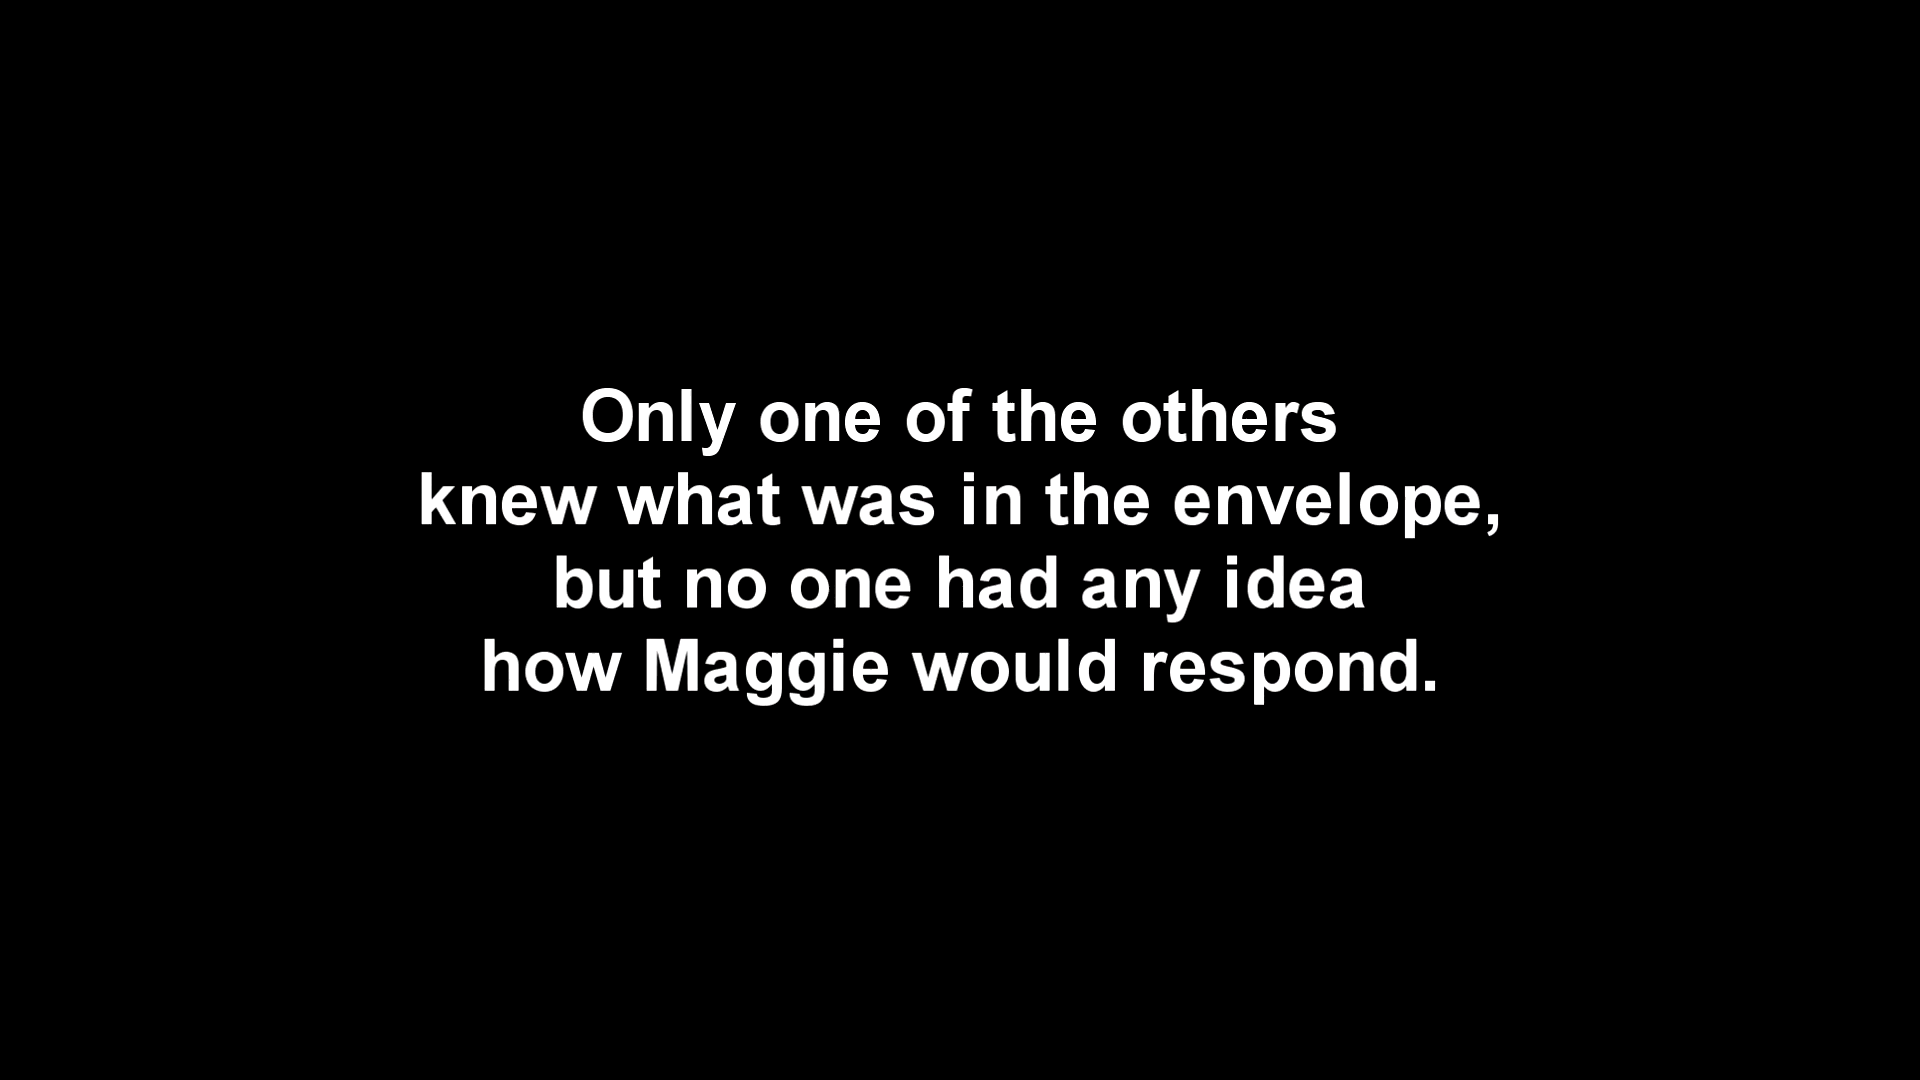 Only one of the others
knew what was in the envelope,
but no one had any idea
how Maggie would respond.